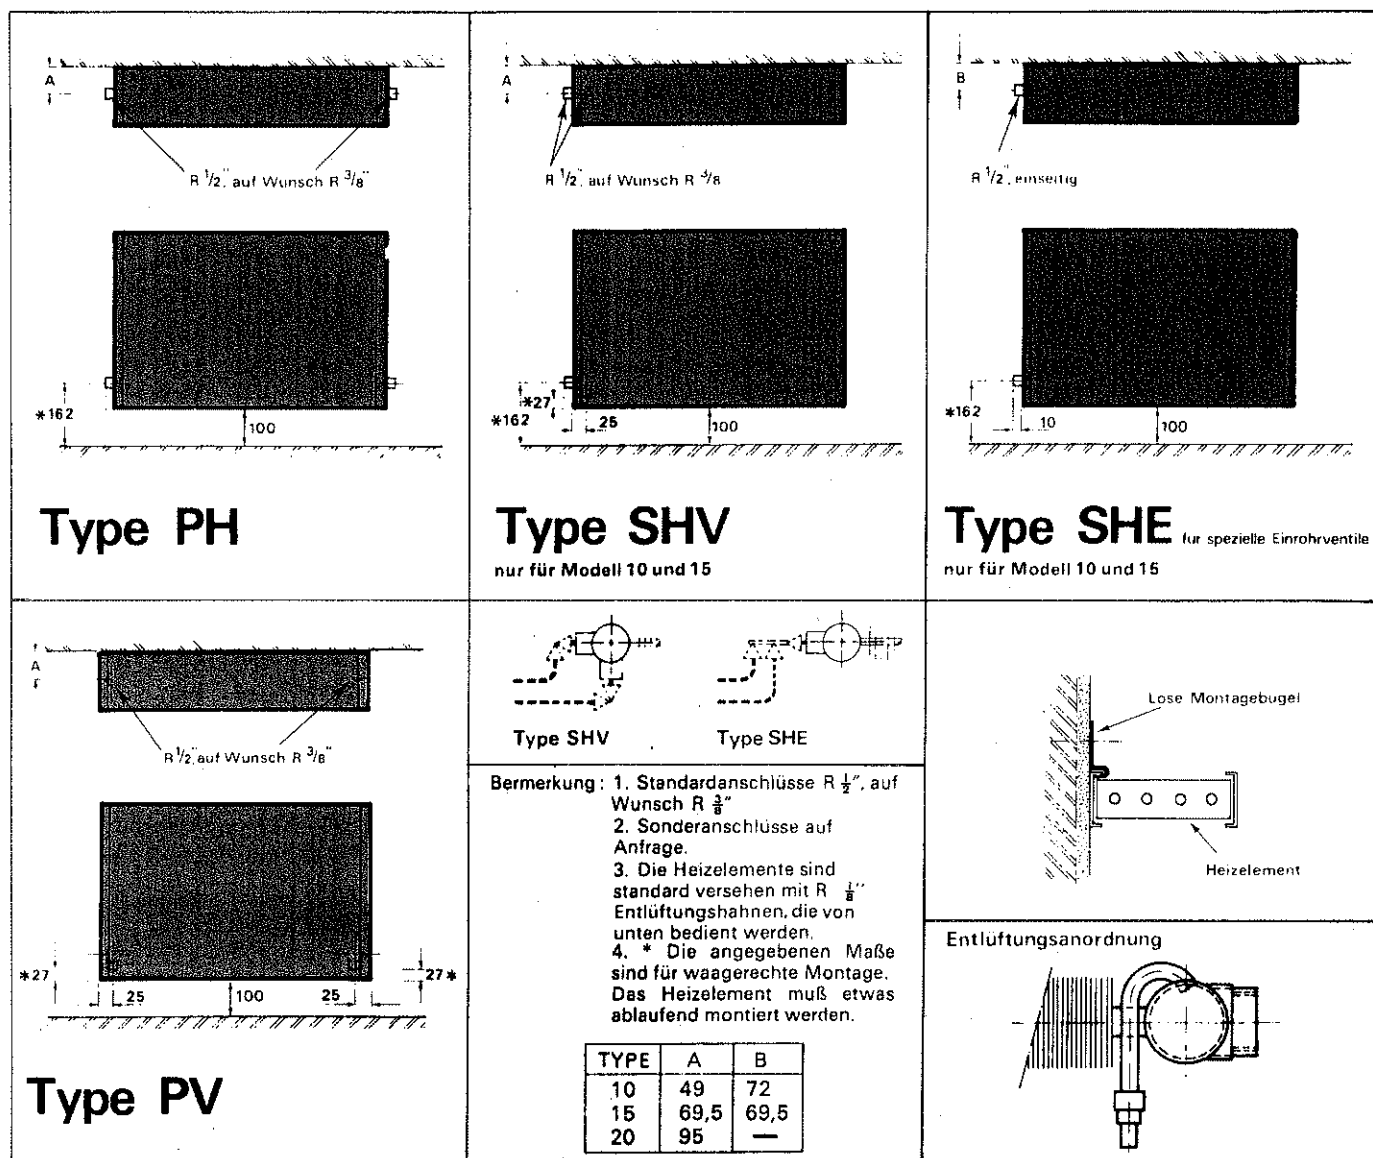 A
R 1/2", auf Wunsch R 3/8"
*162
100
Type PH
A
R 1/2", auf Wunsch R 3/8
*27
*162
25
100
Type SHV
nur für Modell 10 und 15
B
R 1/2", einseitig
*162
10
100
Type SHE fur spezielle Einrohrventile
nur für Modell 10 und 15
A
R 1/2", auf Wunsch R 3/8"
*27
25
100
25
27*
Type PV
Type SHV
Type SHE
Bermerkung: 1. Standardanschlüsse R 1/2", auf
Wunsch R 3/8"
2. Sonderanschlüsse auf
Anfrage.
3. Die Heizelemente sind
standard versehen mit R 1/8"
Entlüftungshahnen, die von
unten bedient werden.
4. * Die angegebenen Maße
sind für waagerechte Montage.
Das Heizelement muß etwas
ablaufend montiert werden.
TYPE A B
10 49 72
15 69,5 69,5
20 95 —
Lose Montagebugel
Heizelement
Entlüftungsanordnung